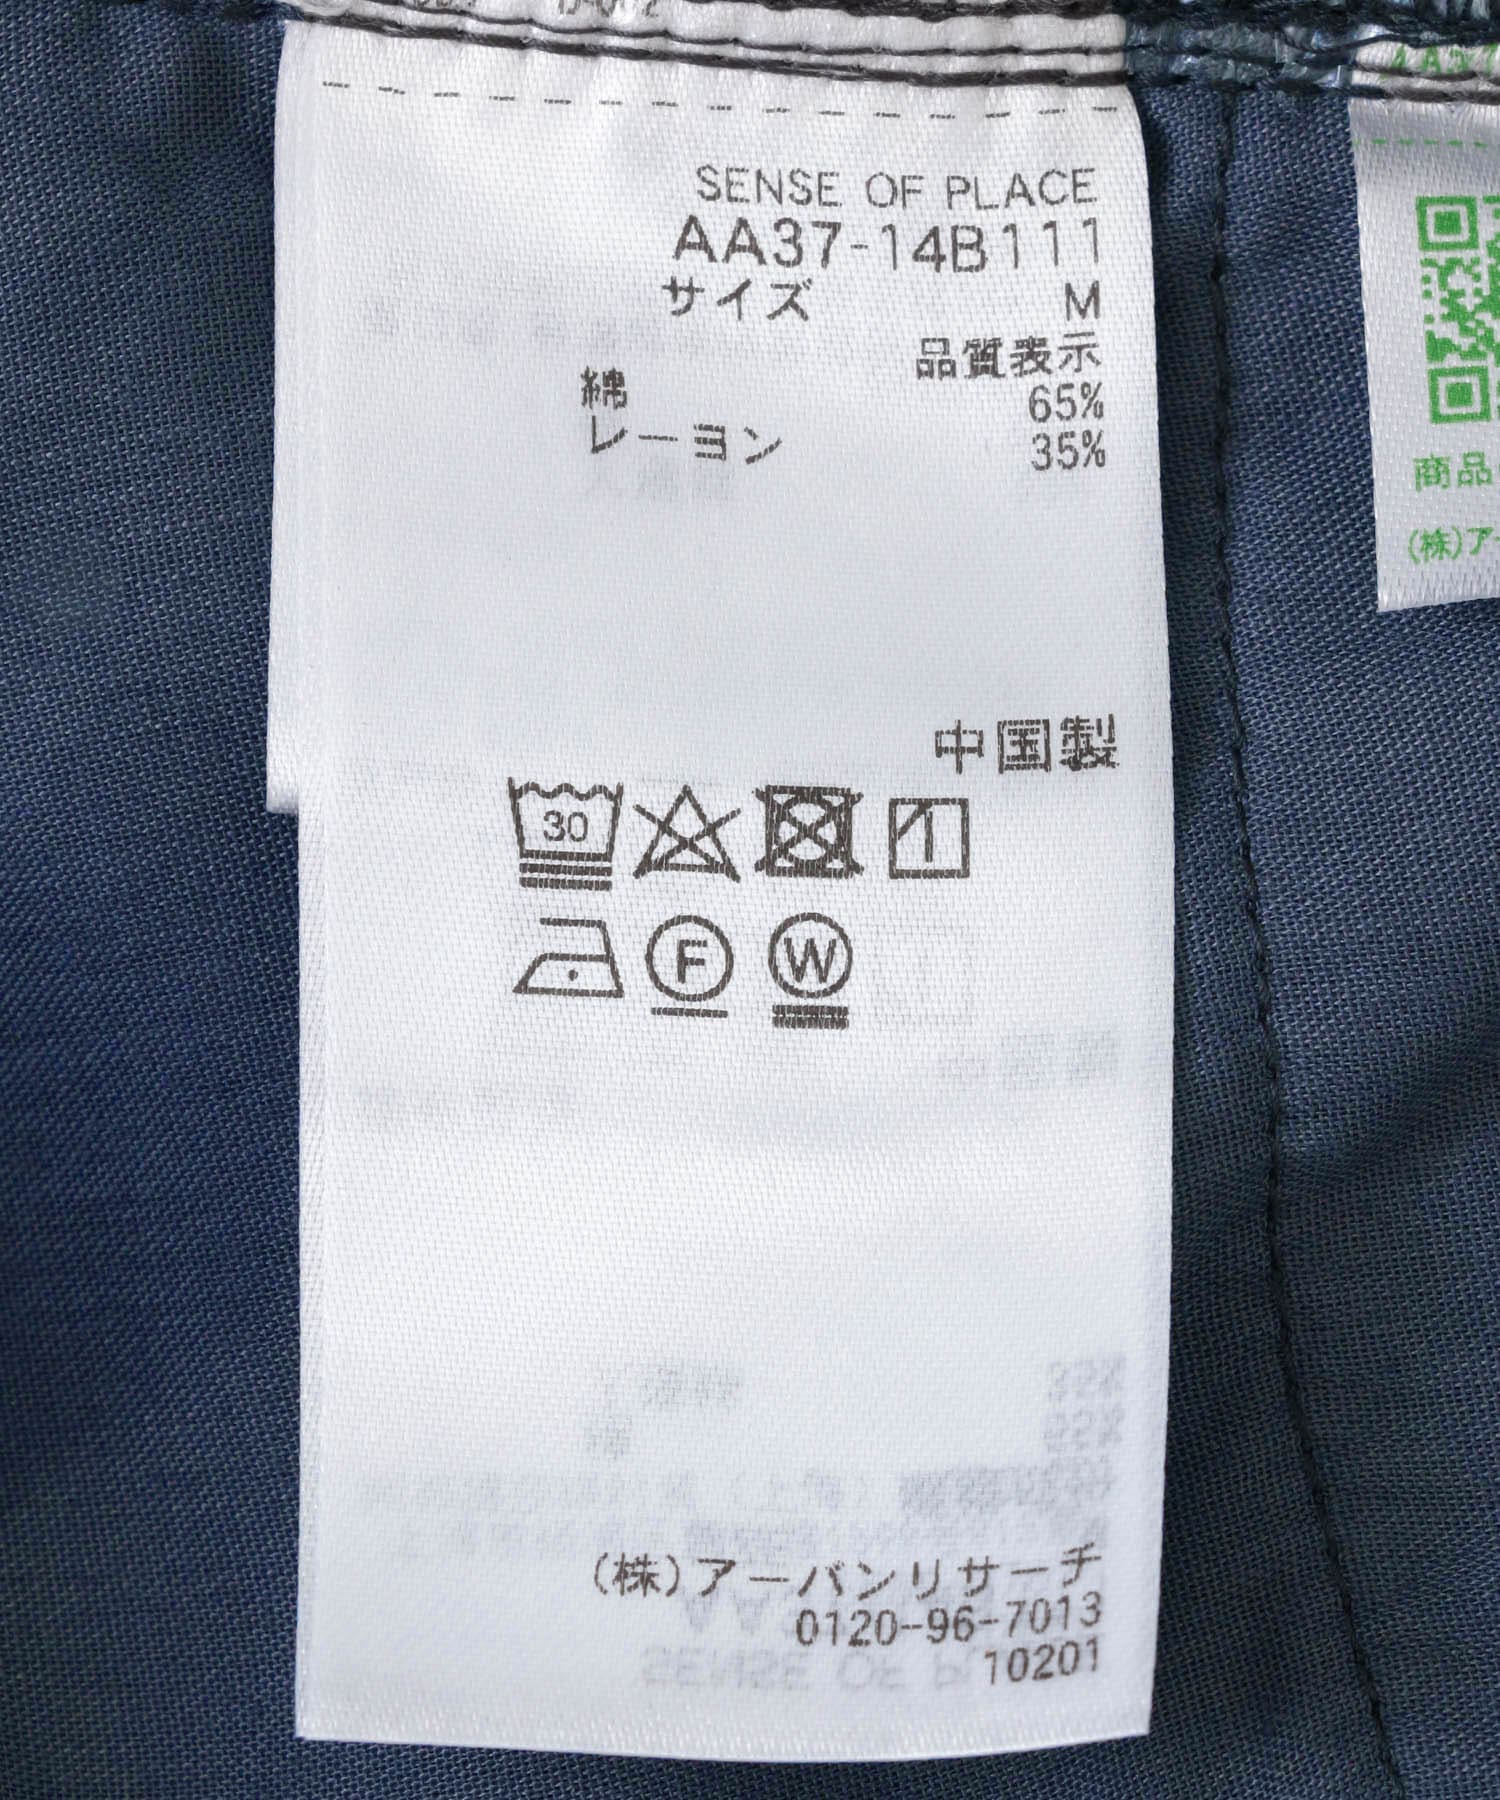 SENSE OF PLACE
AA37-14B111
サイズ M
品質表示
綿 65%
レーヨン 35%
中国製
30
F W
(株)アーバンリサーチ
0120-96-7013
10201
商品
(株)アー